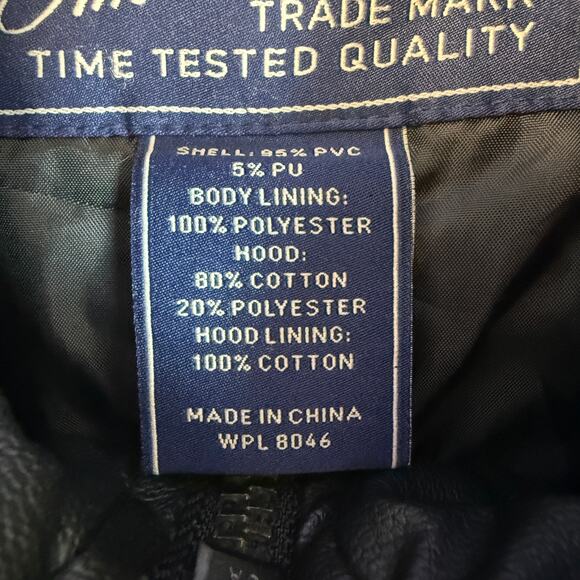 TRADE MARK
TIME TESTED QUALITY
SHELL: 95% PVC
5% PU
BODY LINING:
100% POLYESTER
HOOD:
80% COTTON
20% POLYESTER
HOOD LINING:
100% COTTON
MADE IN CHINA
WPL 8046